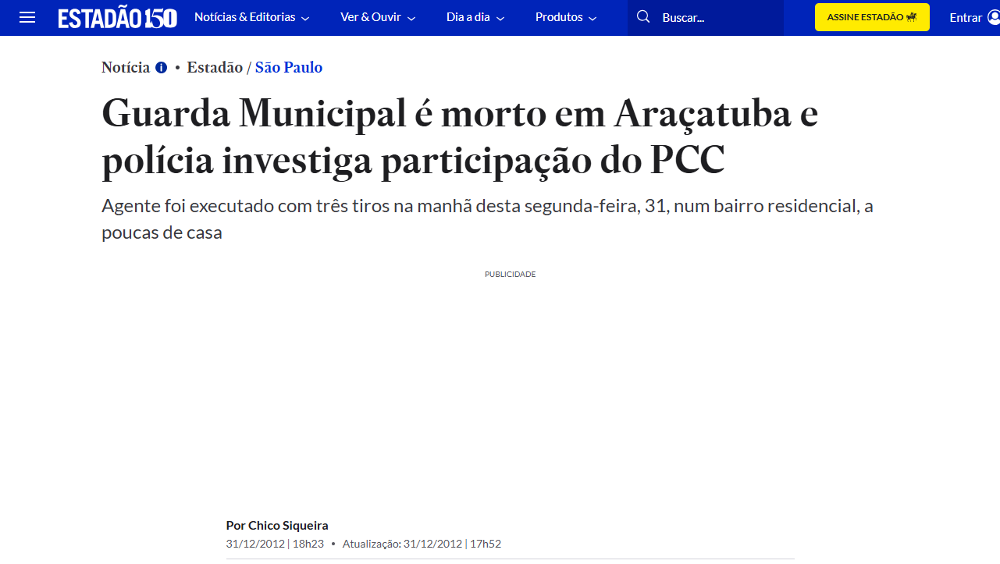 ESTADÃO 150 Notícias & Editorias Ver & Ouvir Dia a dia Produtos Buscar... ASSINE ESTADÃO Entrar
Notícia i • Estadão / São Paulo
Guarda Municipal é morto em Araçatuba e
polícia investiga participação do PCC
Agente foi executado com três tiros na manhã desta segunda-feira, 31, num bairro residencial, a
poucas de casa
PUBLICIDADE
Por Chico Siqueira
31/12/2012 | 18h23 • Atualização: 31/12/2012 | 17h52